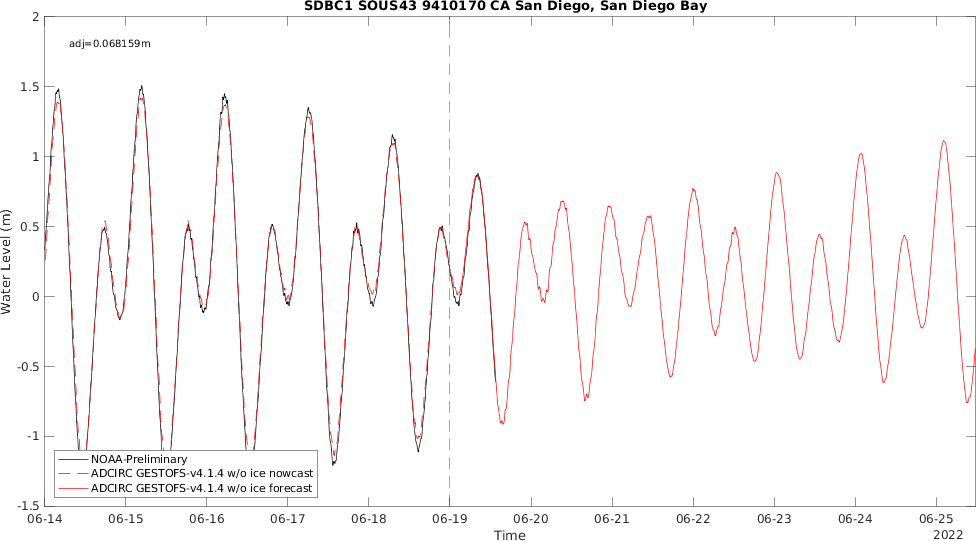 SDBC1 SOUS43 9410170 CA San Diego, San Diego Bay
adj=0.068159m
Water Level (m)
2
1.5
1
0.5
0
-0.5
-1
-1.5
NOAA-Preliminary
ADCIRC GESTOFS-v4.1.4 w/o ice nowcast
ADCIRC GESTOFS-v4.1.4 w/o ice forecast
06-14 06-15 06-16 06-17 06-18 06-19 06-20 06-21 06-22 06-23 06-24 06-25
Time
2022